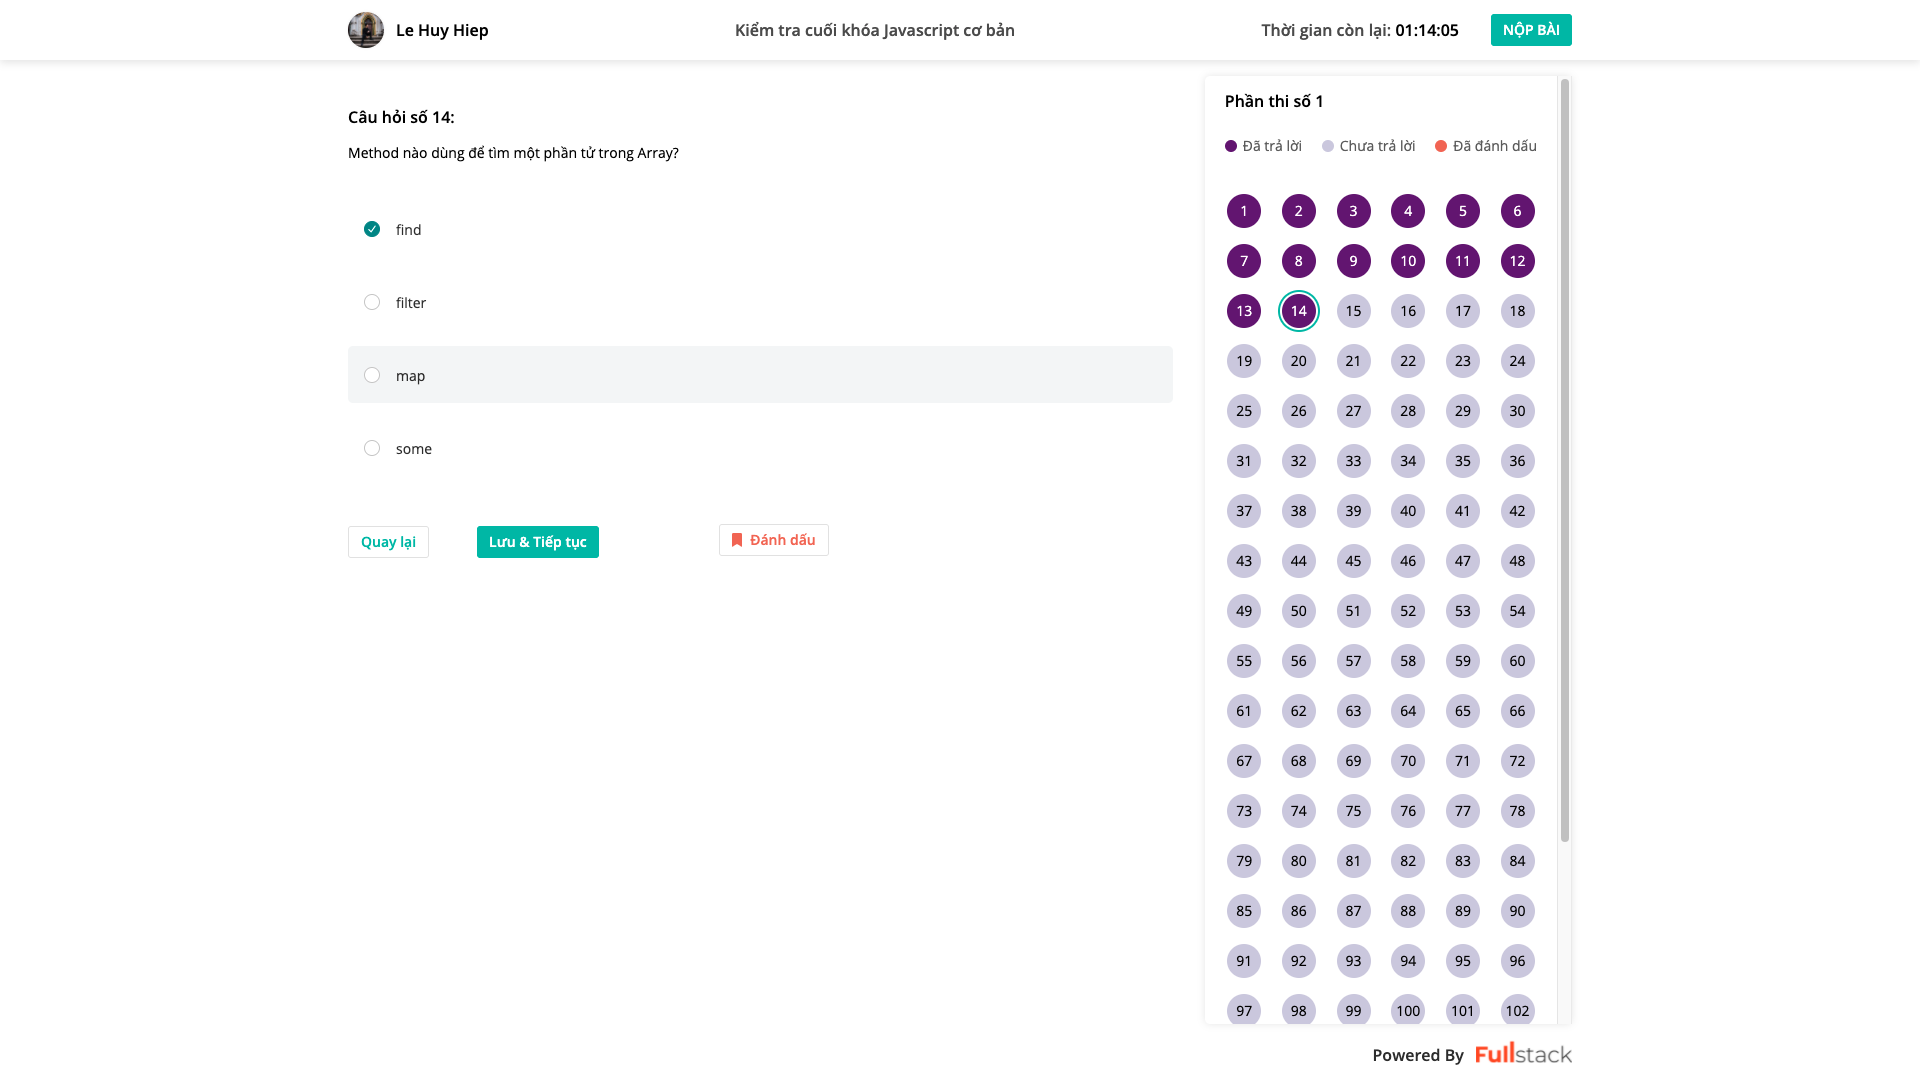 Le Huy Hiep
Kiểm tra cuối khóa Javascript cơ bản
Thời gian còn lại: 01:14:05
NỘP BÀI
Câu hỏi số 14:
Method nào dùng để tìm một phần tử trong Array?
find
filter
map
some
Quay lại
Lưu & Tiếp tục
Đánh dấu
Phần thi số 1
Đã trả lời
Chưa trả lời
Đã đánh dấu
1 2 3 4 5 6
7 8 9 10 11 12
13 14 15 16 17 18
19 20 21 22 23 24
25 26 27 28 29 30
31 32 33 34 35 36
37 38 39 40 41 42
43 44 45 46 47 48
49 50 51 52 53 54
55 56 57 58 59 60
61 62 63 64 65 66
67 68 69 70 71 72
73 74 75 76 77 78
79 80 81 82 83 84
85 86 87 88 89 90
91 92 93 94 95 96
97 98 99 100 101 102
Powered By Fullstack